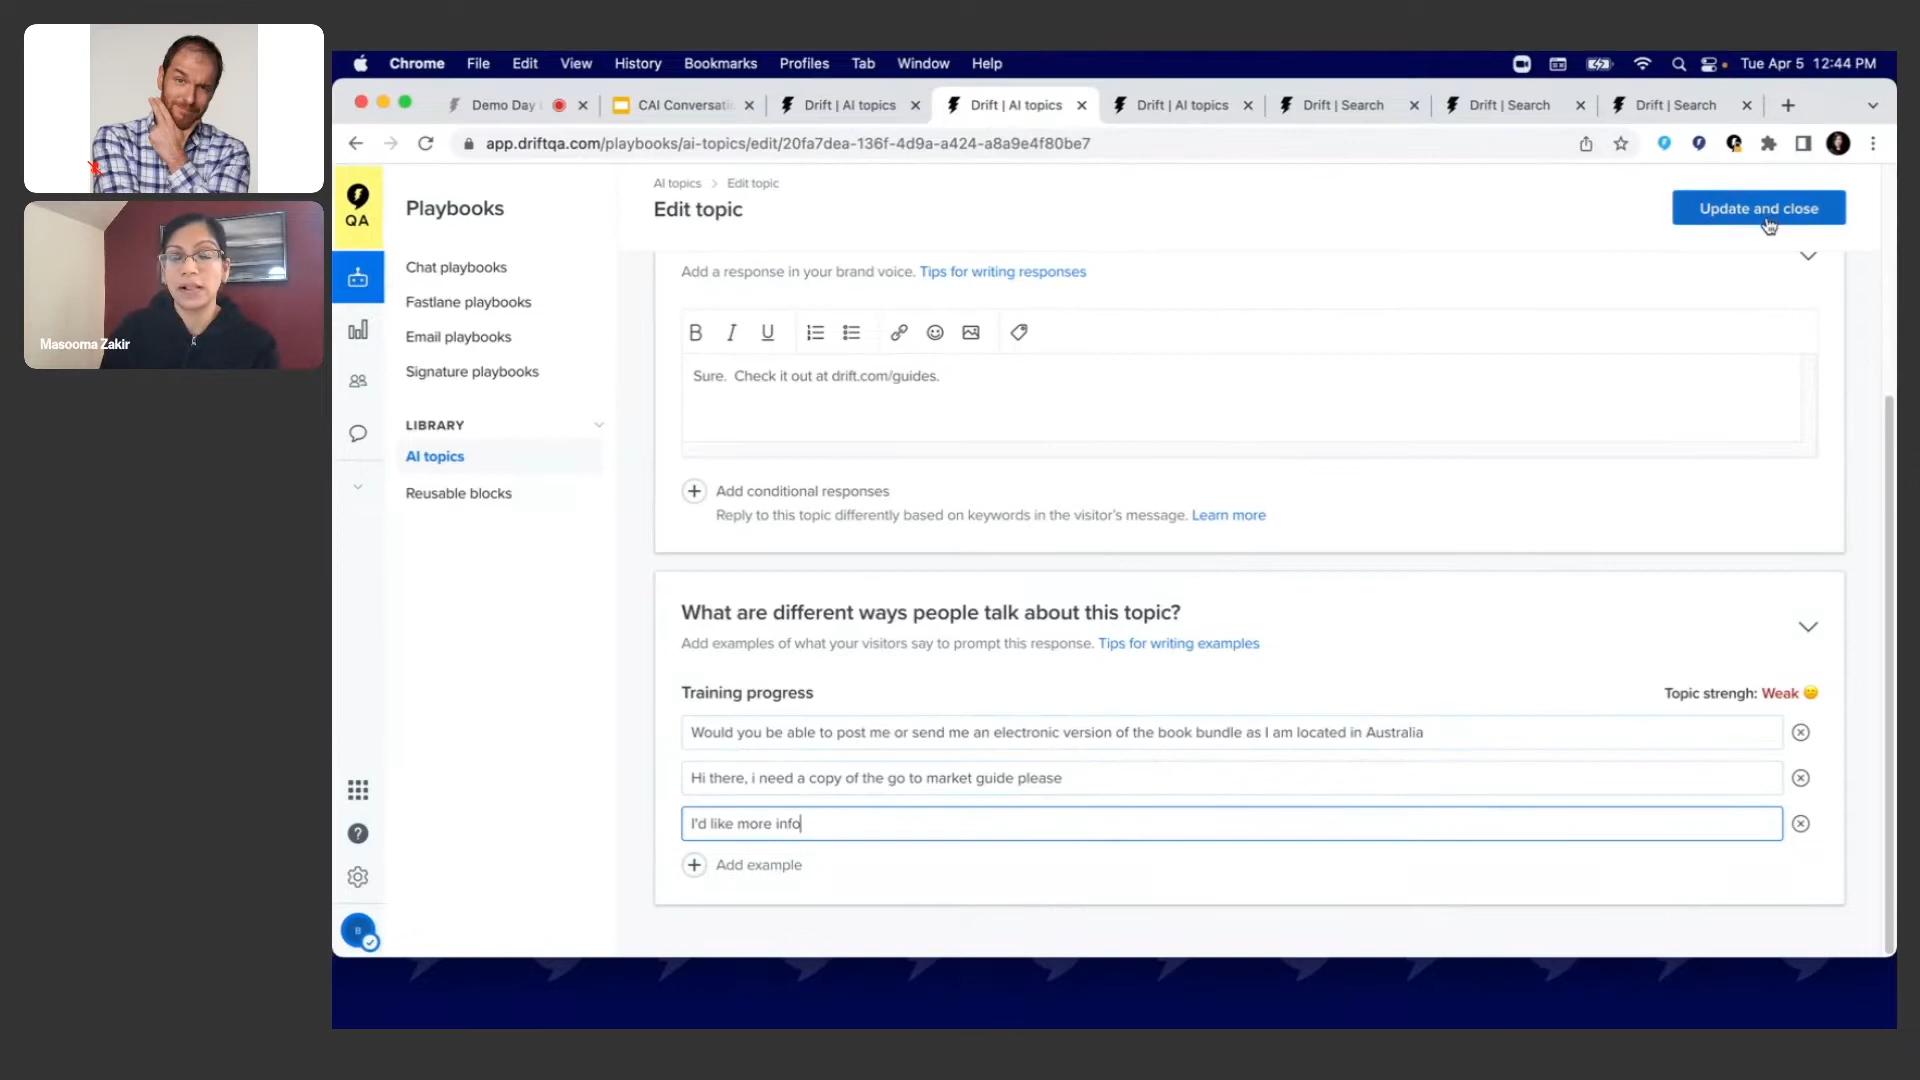 Masooma Zakir
Chrome File Edit View History Bookmarks Profiles Tab Window Help
Tue Apr 5 12:44 PM
Demo Day
CAI Conversati
Drift | AI topics
Drift | AI topics
Drift | AI topics
Drift | Search
Drift | Search
Drift | Search
app.driftqa.com/playbooks/ai-topics/edit/20fa7dea-136f-4d9a-a424-a8a9e4f80be7
QA
Playbooks
Chat playbooks
Fastlane playbooks
Email playbooks
Signature playbooks
LIBRARY
AI topics
Reusable blocks
B
AI topics > Edit topic
Edit topic
Update and close
Add a response in your brand voice. Tips for writing responses
B I U
Sure.  Check it out at drift.com/guides.
Add conditional responses
Reply to this topic differently based on keywords in the visitor's message. Learn more
What are different ways people talk about this topic?
Add examples of what your visitors say to prompt this response. Tips for writing examples
Training progress
Topic strengh: Weak
Would you be able to post me or send me an electronic version of the book bundle as I am located in Australia
Hi there, i need a copy of the go to market guide please
I'd like more info
Add example